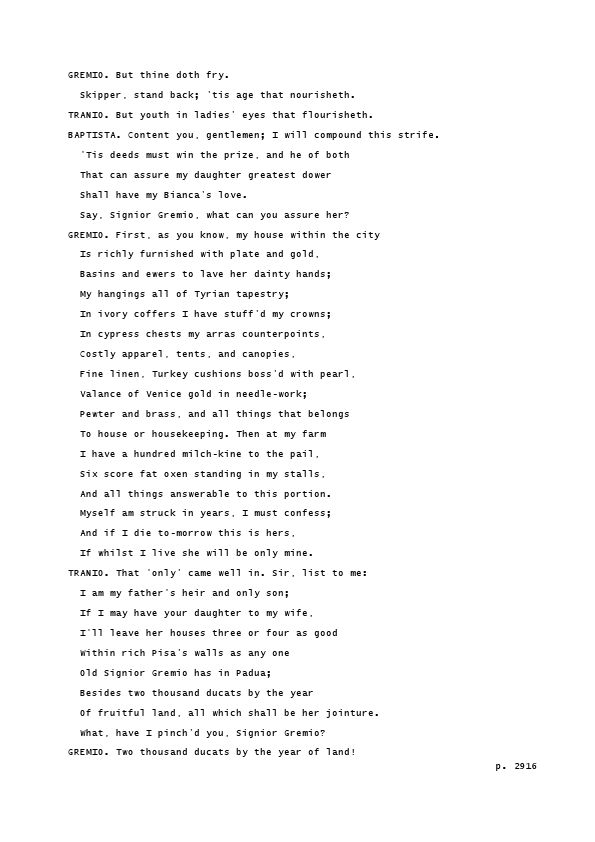 GREMIO. But thine doth fry.
Skipper, stand back; 'tis age that nourisheth.
TRANIO. But youth in ladies' eyes that flourisheth.
BAPTISTA. Content you, gentlemen; I will compound this strife.
'Tis deeds must win the prize, and he of both
That can assure my daughter greatest dower
Shall have my Bianca's love.
Say, Signior Gremio, what can you assure her?
GREMIO. First, as you know, my house within the city
Is richly furnished with plate and gold,
Basins and ewers to lave her dainty hands;
My hangings all of Tyrian tapestry;
In ivory coffers I have stuff'd my crowns;
In cypress chests my arras counterpoints,
Costly apparel, tents, and canopies,
Fine linen, Turkey cushions boss'd with pearl,
Valance of Venice gold in needle-work;
Pewter and brass, and all things that belongs
To house or housekeeping. Then at my farm
I have a hundred milch-kine to the pail,
Six score fat oxen standing in my stalls,
And all things answerable to this portion.
Myself am struck in years, I must confess;
And if I die to-morrow this is hers,
If whilst I live she will be only mine.
TRANIO. That 'only' came well in. Sir, list to me:
I am my father's heir and only son;
If I may have your daughter to my wife,
I'll leave her houses three or four as good
Within rich Pisa's walls as any one
Old Signior Gremio has in Padua;
Besides two thousand ducats by the year
Of fruitful land, all which shall be her jointure.
What, have I pinch'd you, Signior Gremio?
GREMIO. Two thousand ducats by the year of land!
p. 2916